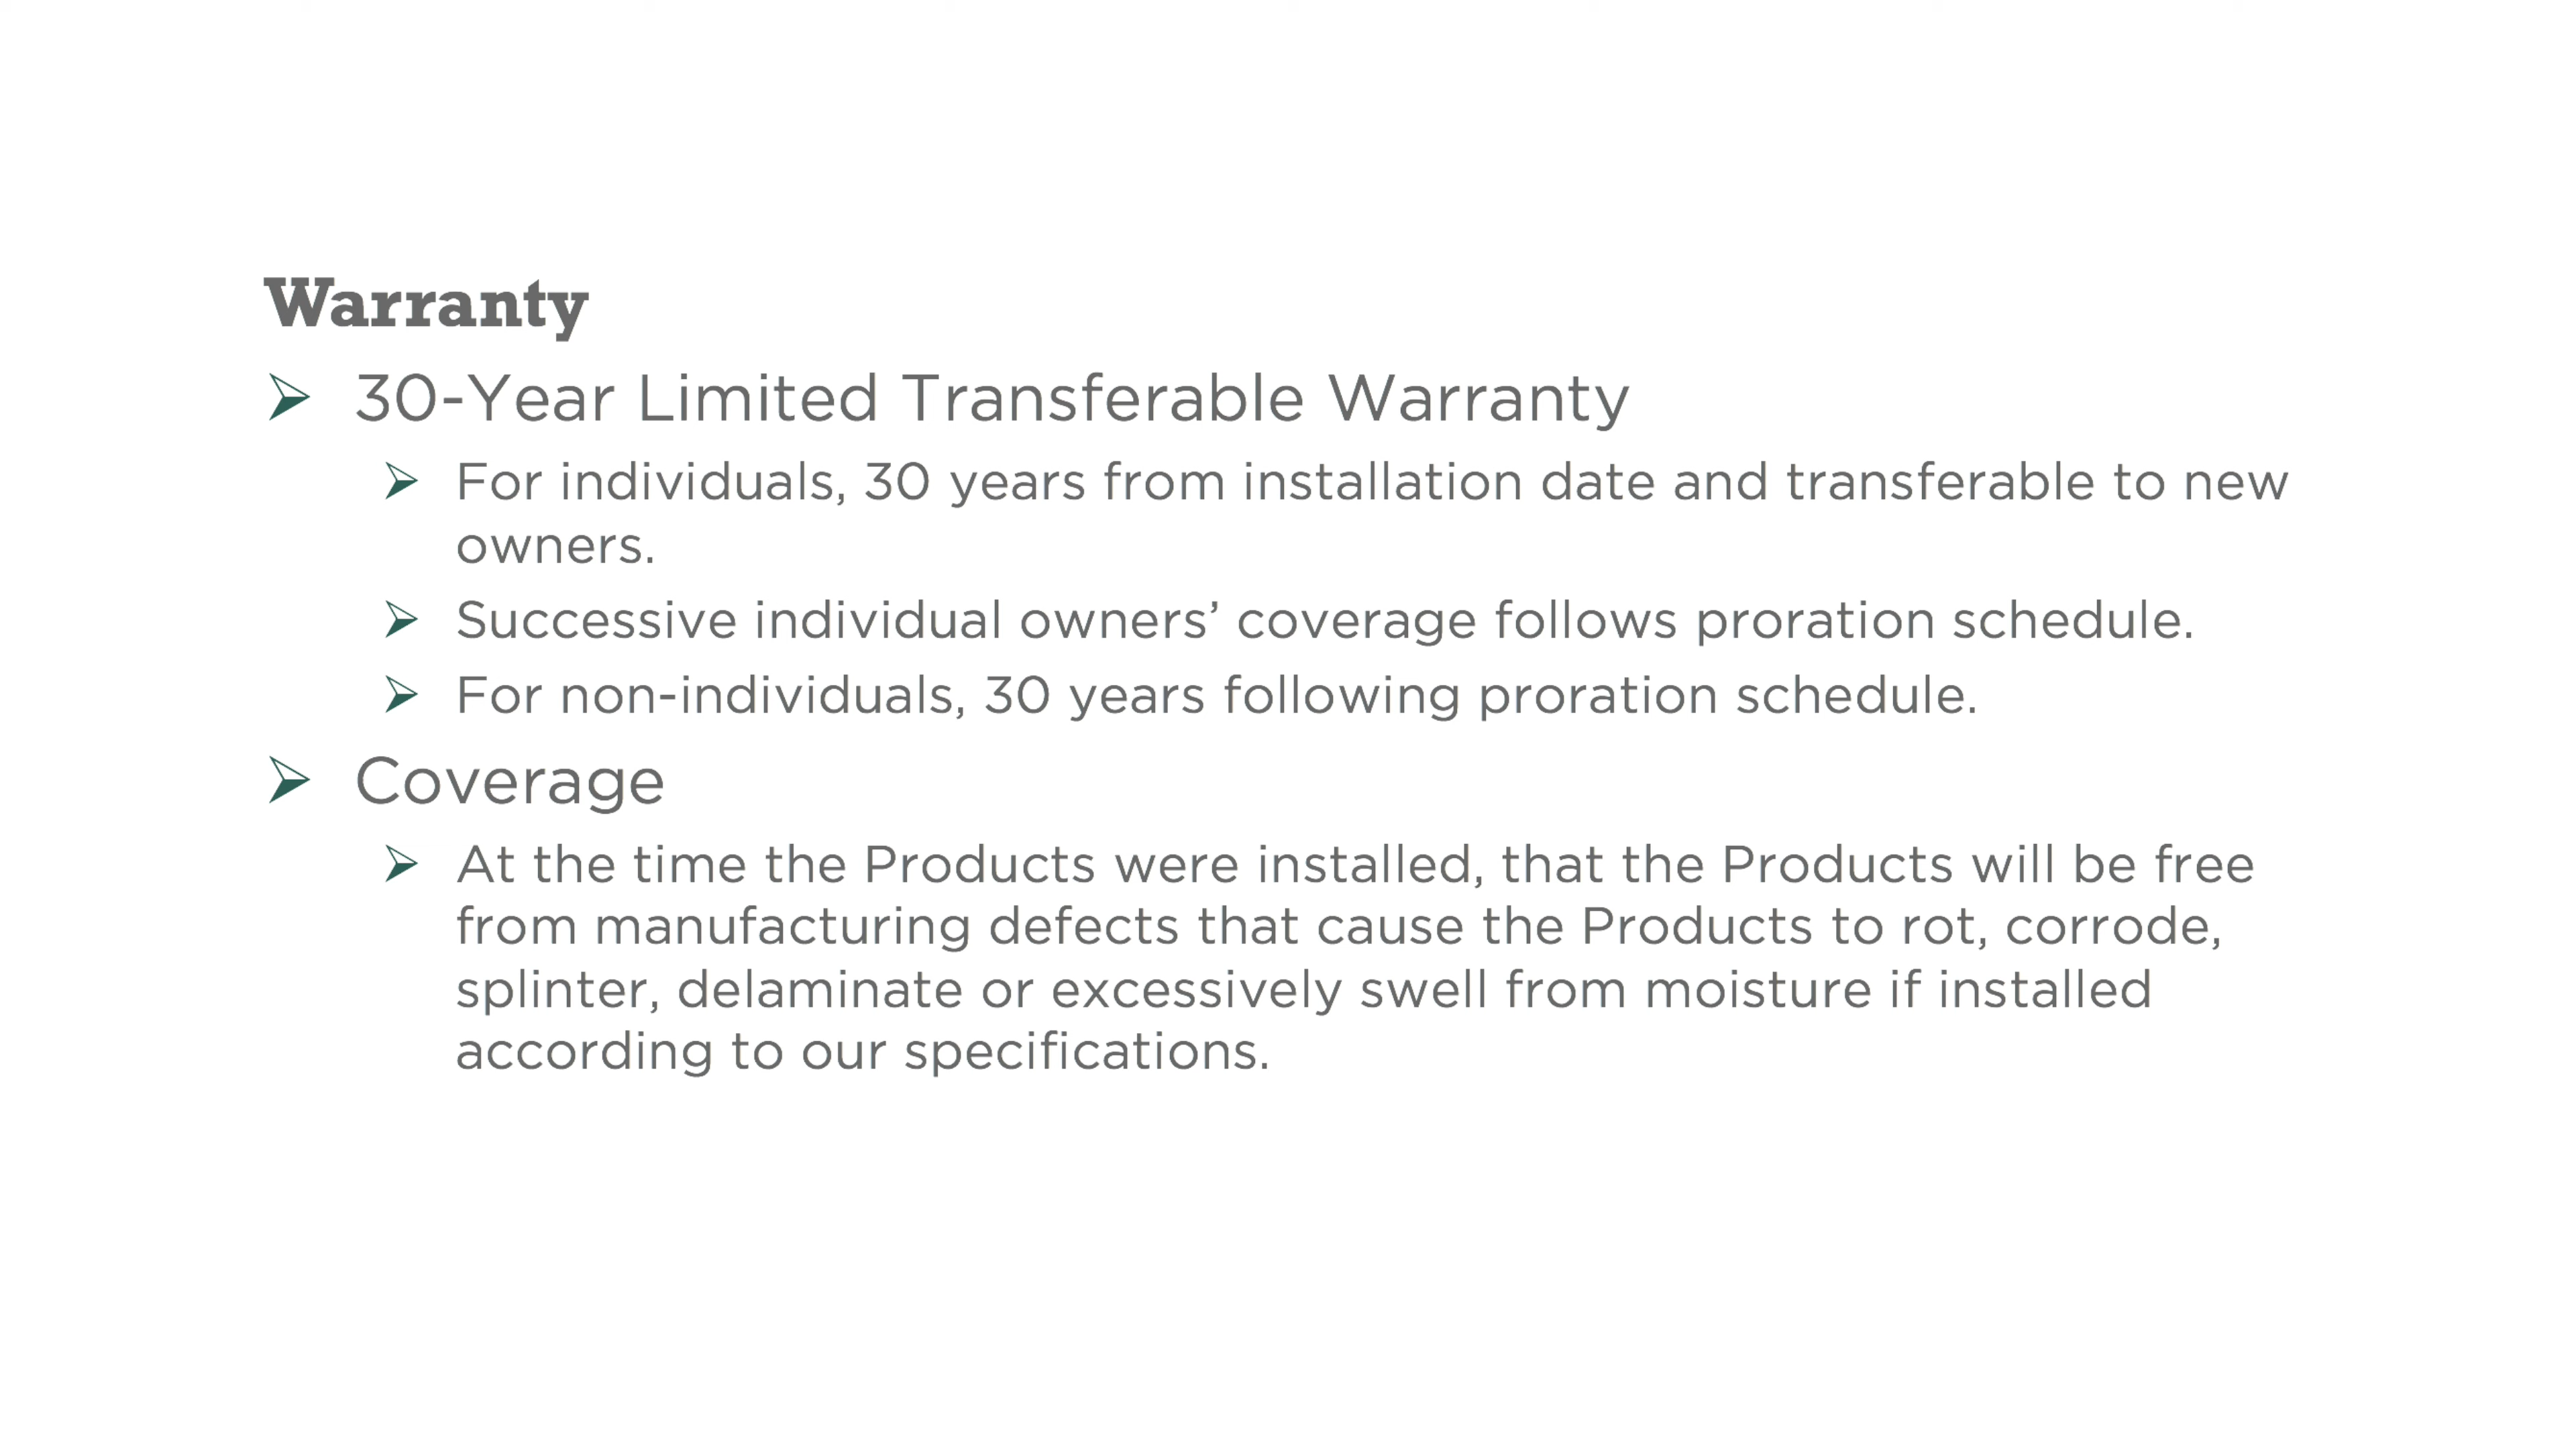 Warranty
30-Year Limited Transferable Warranty
For individuals, 30 years from installation date and transferable to new
owners.
Successive individual owners’ coverage follows proration schedule.
For non-individuals, 30 years following proration schedule.
Coverage
At the time the Products were installed, that the Products will be free
from manufacturing defects that cause the Products to rot, corrode,
splinter, delaminate or excessively swell from moisture if installed
according to our specifications.